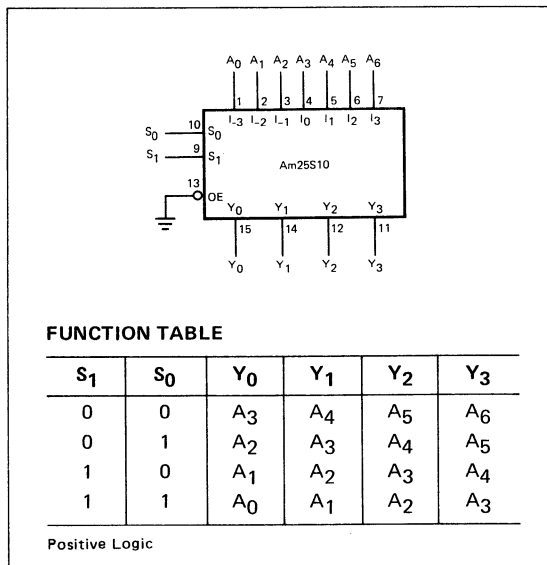 A0 A1 A2 A3 A4 A5 A6
1 2 3 4 5 6 7
I-3 I-2 I-1 I0 I1 I2 I3
S0 10 S0
S1 9 S1
Am25S10
13 OE
Y0 Y1 Y2 Y3
15 14 12 11
Y0 Y1 Y2 Y3
FUNCTION TABLE
S1 S0 Y0 Y1 Y2 Y3
0 0 A3 A4 A5 A6
0 1 A2 A3 A4 A5
1 0 A1 A2 A3 A4
1 1 A0 A1 A2 A3
Positive Logic